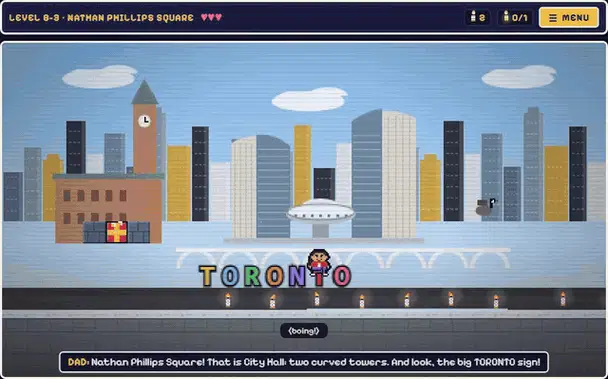 LEVEL 8-3 · NATHAN PHILLIPS SQUARE ♥♥♥
8
0/1
☰ MENU
TORONTO
(boing!)
DAD: Nathan Phillips Square! That is City Hall: two curved towers. And look, the big TORONTO sign!